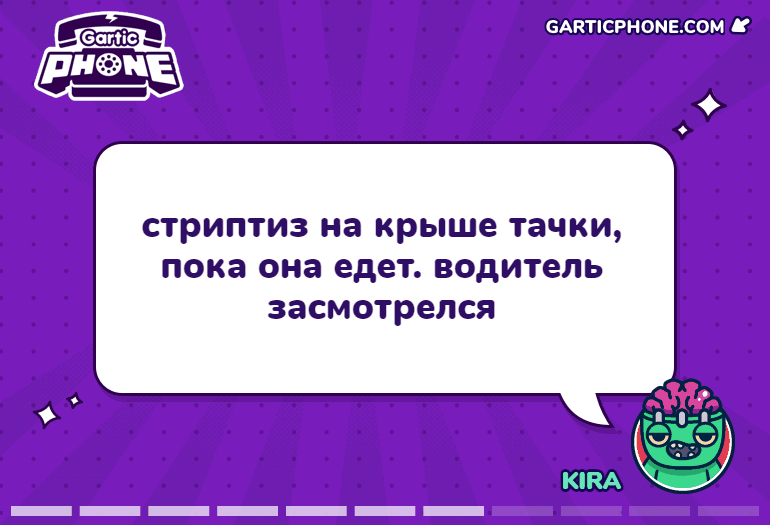 Gartic
PHONE
GARTICPHONE.COM
стриптиз на крыше тачки,
пока она едет. водитель
засмотрелся
KIRA